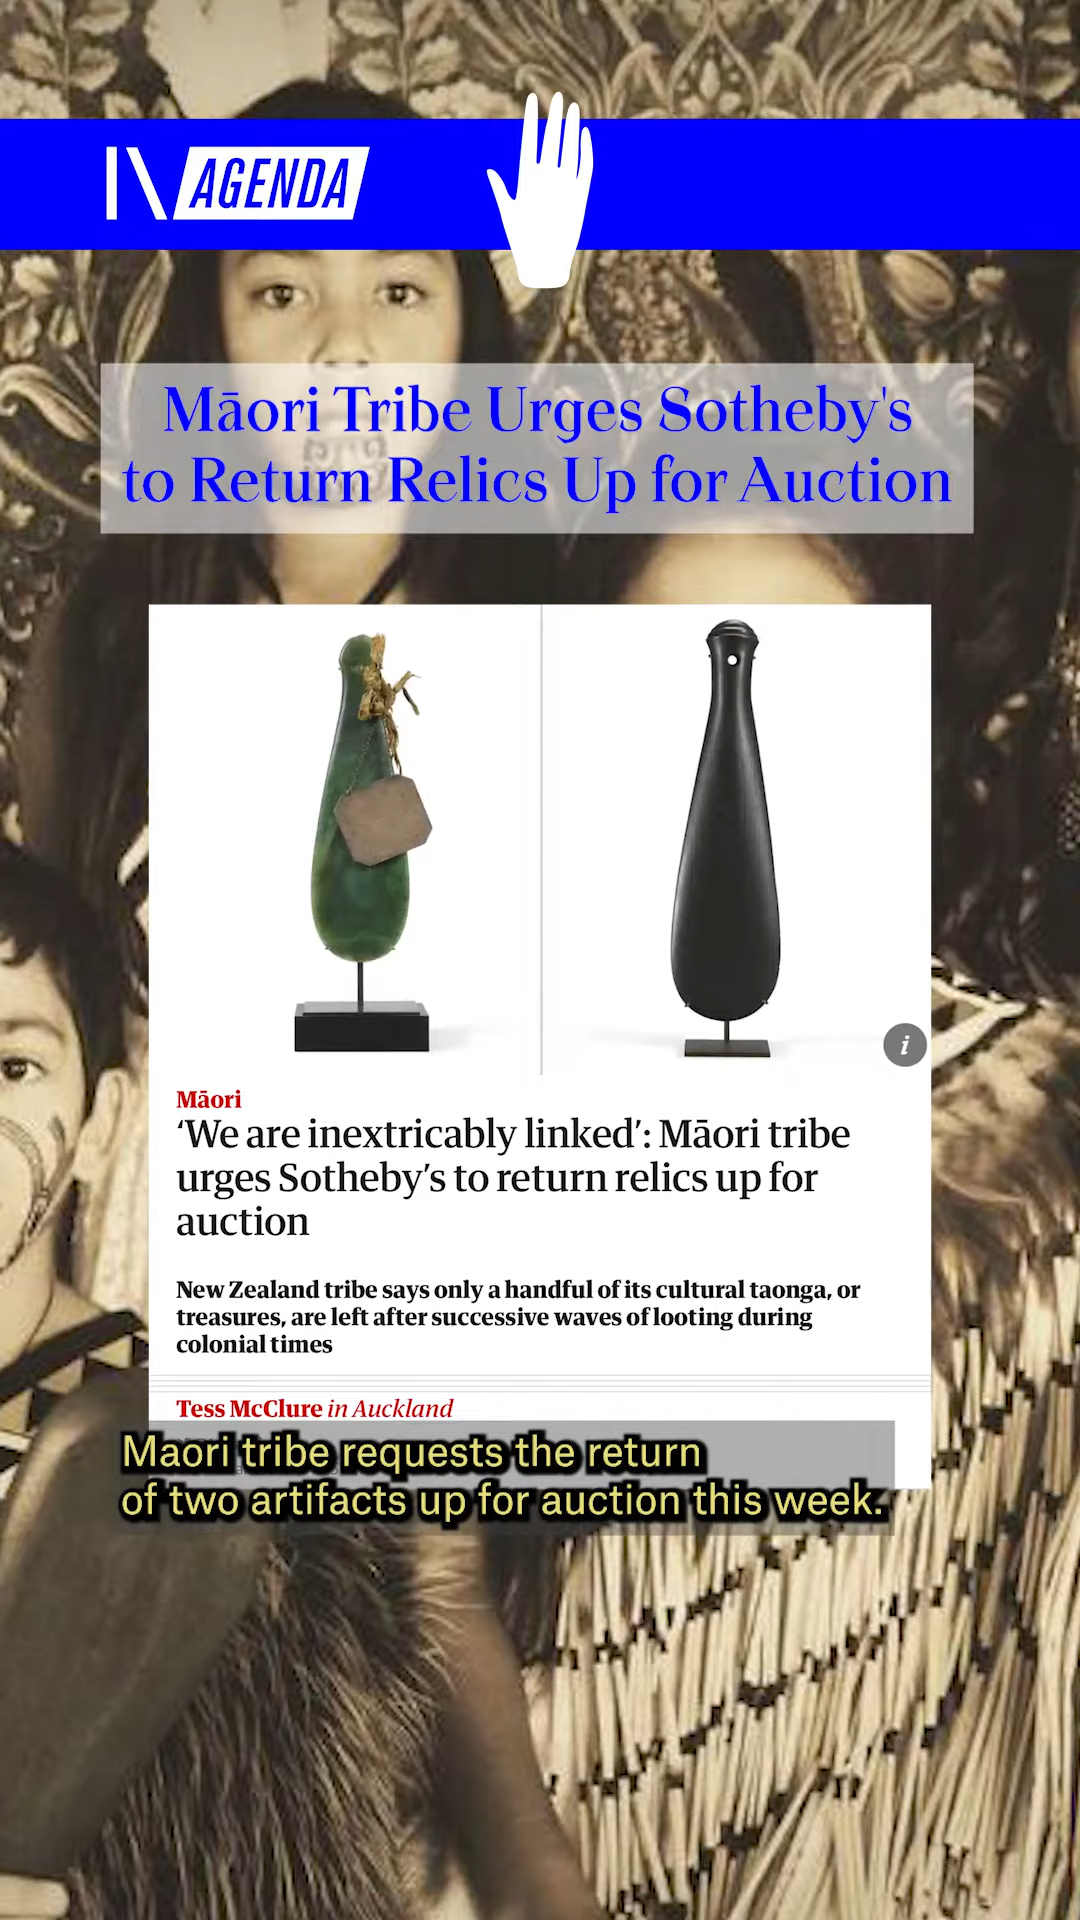 AGENDA
Māori Tribe Urges Sotheby's
to Return Relics Up for Auction
i
Māori
‘We are inextricably linked’: Māori tribe
urges Sotheby’s to return relics up for
auction
New Zealand tribe says only a handful of its cultural taonga, or
treasures, are left after successive waves of looting during
colonial times
Tess McClure in Auckland
Maori tribe requests the return
of two artifacts up for auction this week.